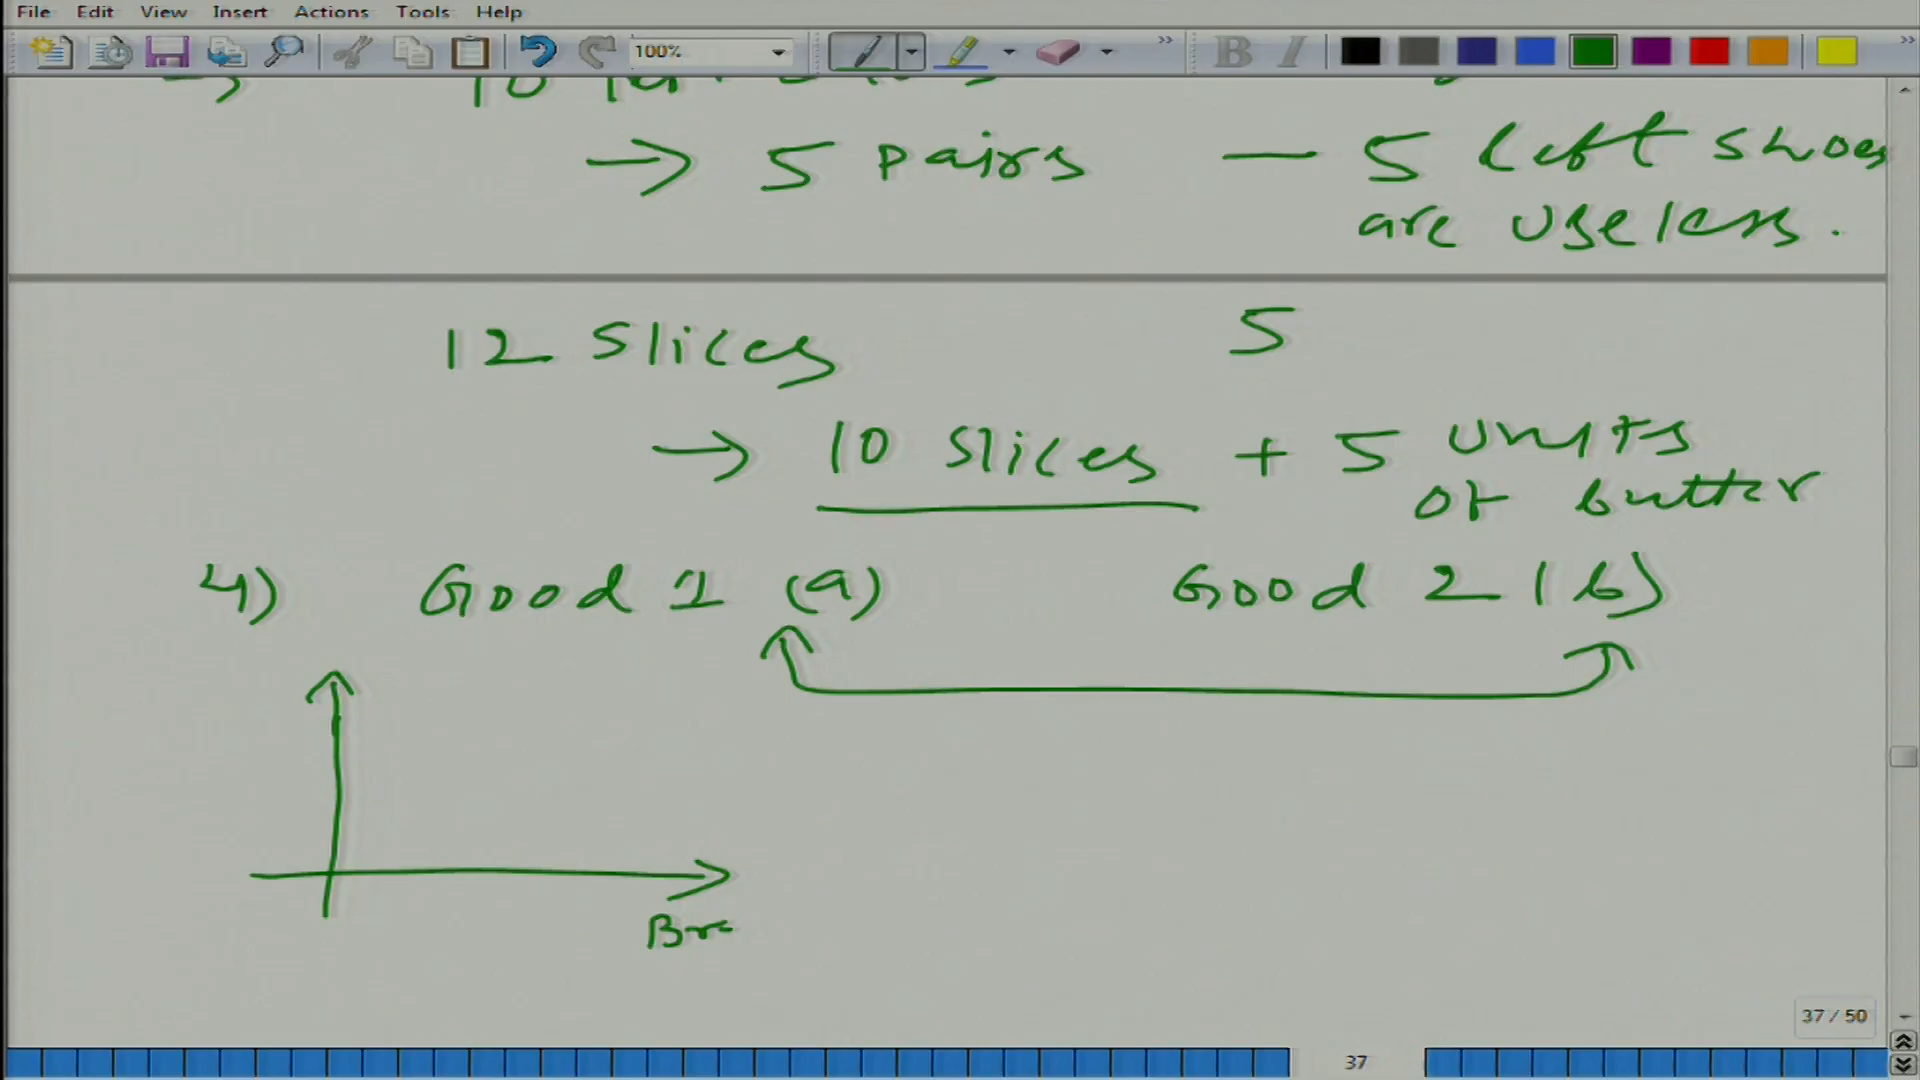 File Edit View Insert Actions Tools Help
100%
B I
→ 5 pairs — 5 left shoes
are useless.
12 Slices 5
→ 10 Slices + 5 units
of butter
4) Good 1 (a) Good 2 (b)
Bre
37 / 50
37